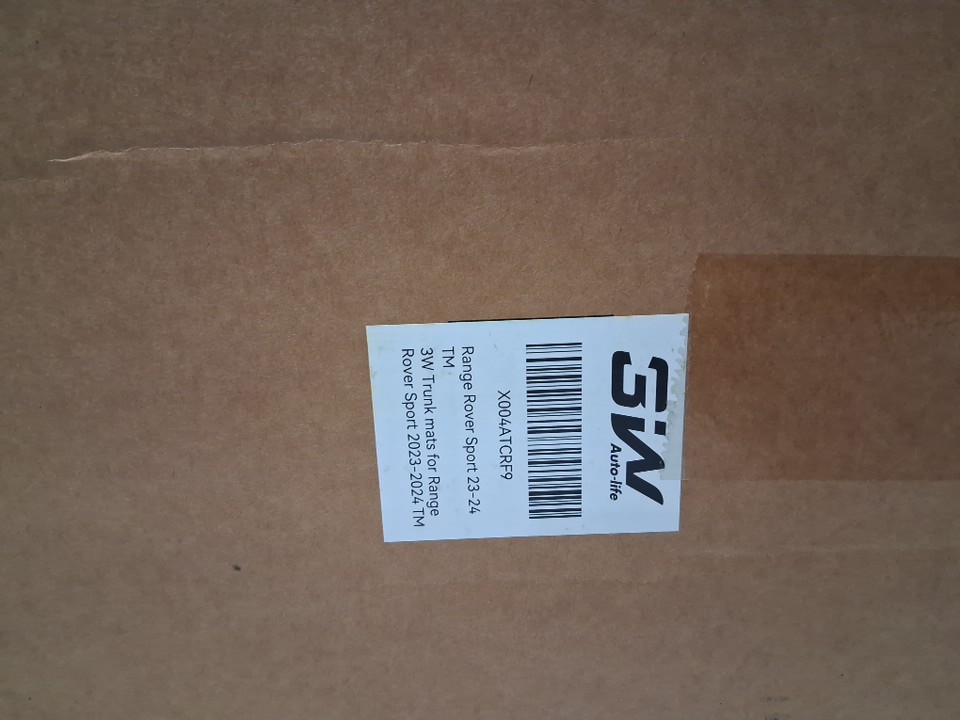 3W
Auto-life
X004ATCRF9
Range Rover Sport 23-24
TM
3W Trunk mats for Range
Rover Sport 2023-2024 TM